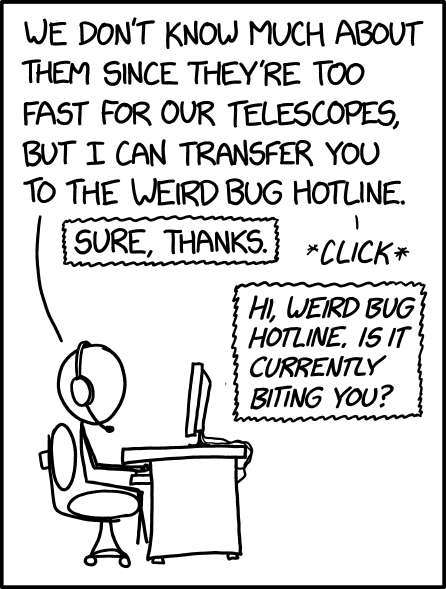 WE DON'T KNOW MUCH ABOUT
THEM SINCE THEY'RE TOO
FAST FOR OUR TELESCOPES,
BUT I CAN TRANSFER YOU
TO THE WEIRD BUG HOTLINE.
SURE, THANKS.
*CLICK*
HI, WEIRD BUG
HOTLINE. IS IT
CURRENTLY
BITING YOU?